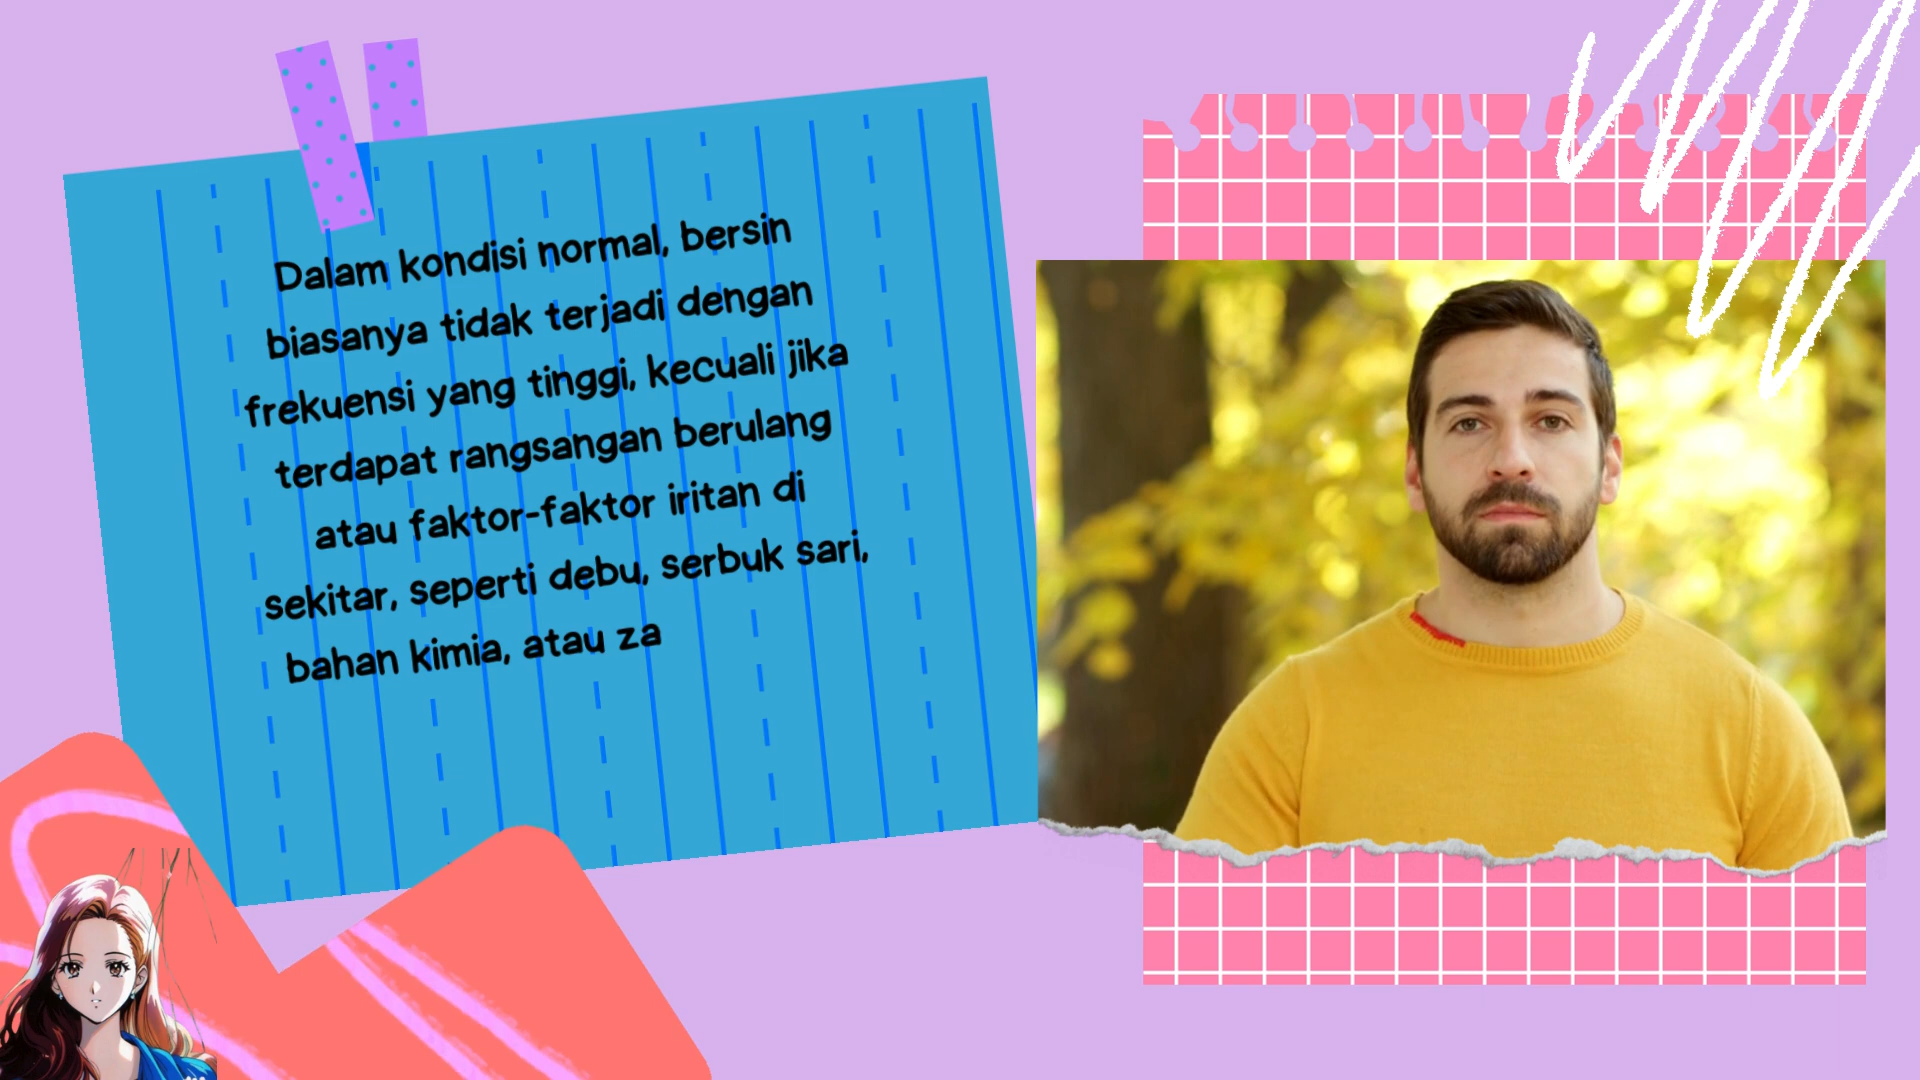 Dalam kondisi normal, bersin
biasanya tidak terjadi dengan
frekuensi yang tinggi, kecuali jika
terdapat rangsangan berulang
atau faktor-faktor iritan di
sekitar, seperti debu, serbuk sari,
bahan kimia, atau za